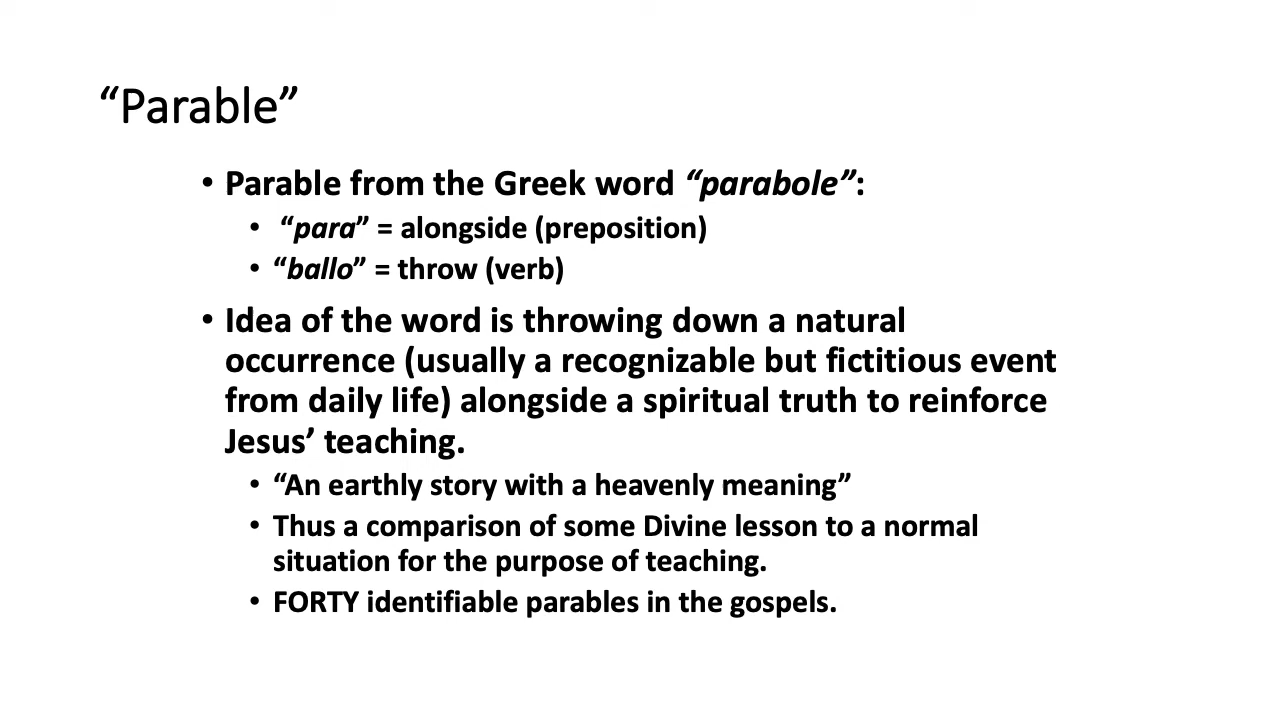 “Parable”
• Parable from the Greek word “parabole”:
• “para” = alongside (preposition)
• “ballo” = throw (verb)
• Idea of the word is throwing down a natural
occurrence (usually a recognizable but fictitious event
from daily life) alongside a spiritual truth to reinforce
Jesus’ teaching.
• “An earthly story with a heavenly meaning”
• Thus a comparison of some Divine lesson to a normal
situation for the purpose of teaching.
• FORTY identifiable parables in the gospels.